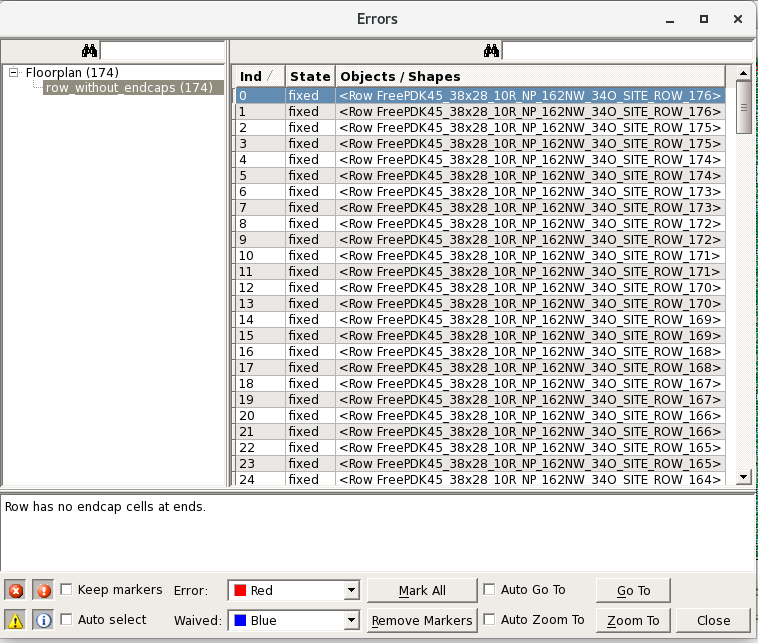 Errors
Floorplan (174)
row_without_endcaps (174)
Ind State Objects / Shapes
0 fixed <Row FreePDK45_38x28_10R_NP_162NW_34O_SITE_ROW_176>
1 fixed <Row FreePDK45_38x28_10R_NP_162NW_34O_SITE_ROW_176>
2 fixed <Row FreePDK45_38x28_10R_NP_162NW_34O_SITE_ROW_175>
3 fixed <Row FreePDK45_38x28_10R_NP_162NW_34O_SITE_ROW_175>
4 fixed <Row FreePDK45_38x28_10R_NP_162NW_34O_SITE_ROW_174>
5 fixed <Row FreePDK45_38x28_10R_NP_162NW_34O_SITE_ROW_174>
6 fixed <Row FreePDK45_38x28_10R_NP_162NW_34O_SITE_ROW_173>
7 fixed <Row FreePDK45_38x28_10R_NP_162NW_34O_SITE_ROW_173>
8 fixed <Row FreePDK45_38x28_10R_NP_162NW_34O_SITE_ROW_172>
9 fixed <Row FreePDK45_38x28_10R_NP_162NW_34O_SITE_ROW_172>
10 fixed <Row FreePDK45_38x28_10R_NP_162NW_34O_SITE_ROW_171>
11 fixed <Row FreePDK45_38x28_10R_NP_162NW_34O_SITE_ROW_171>
12 fixed <Row FreePDK45_38x28_10R_NP_162NW_34O_SITE_ROW_170>
13 fixed <Row FreePDK45_38x28_10R_NP_162NW_34O_SITE_ROW_170>
14 fixed <Row FreePDK45_38x28_10R_NP_162NW_34O_SITE_ROW_169>
15 fixed <Row FreePDK45_38x28_10R_NP_162NW_34O_SITE_ROW_169>
16 fixed <Row FreePDK45_38x28_10R_NP_162NW_34O_SITE_ROW_168>
17 fixed <Row FreePDK45_38x28_10R_NP_162NW_34O_SITE_ROW_168>
18 fixed <Row FreePDK45_38x28_10R_NP_162NW_34O_SITE_ROW_167>
19 fixed <Row FreePDK45_38x28_10R_NP_162NW_34O_SITE_ROW_167>
20 fixed <Row FreePDK45_38x28_10R_NP_162NW_34O_SITE_ROW_166>
21 fixed <Row FreePDK45_38x28_10R_NP_162NW_34O_SITE_ROW_166>
22 fixed <Row FreePDK45_38x28_10R_NP_162NW_34O_SITE_ROW_165>
23 fixed <Row FreePDK45_38x28_10R_NP_162NW_34O_SITE_ROW_165>
24 fixed <Row FreePDK45_38x28_10R_NP_162NW_34O_SITE_ROW_164>
Row has no endcap cells at ends.
Keep markers Error: Red Mark All Auto Go To Go To
Auto select Waived: Blue Remove Markers Auto Zoom To Zoom To Close